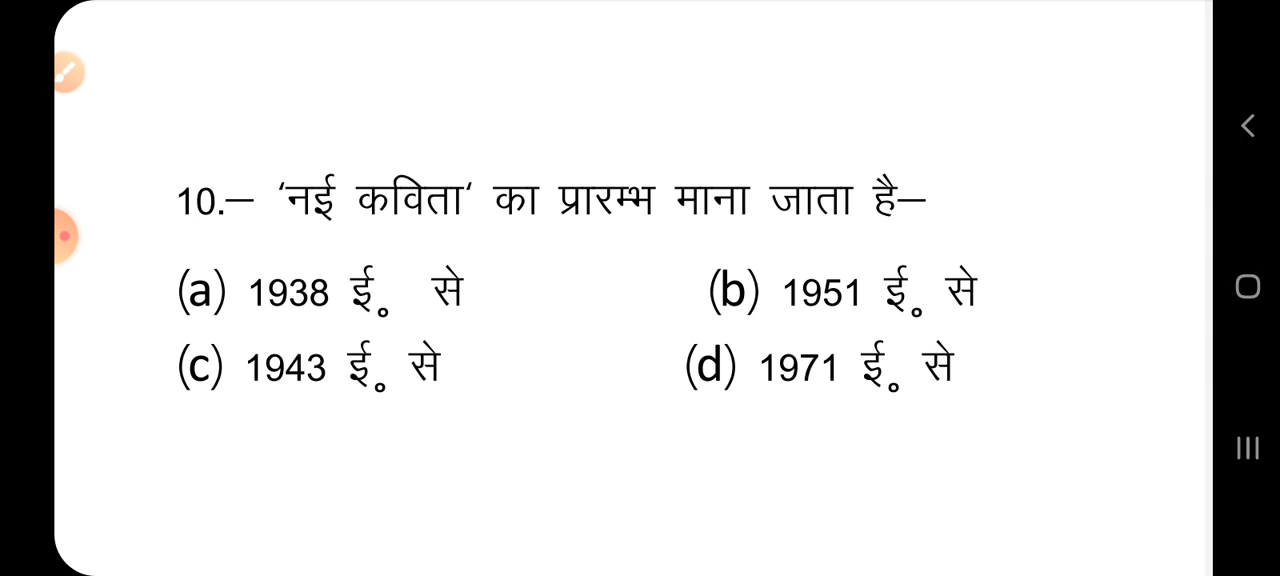 10.– ‘नई कविता‘ का प्रारम्भ माना जाता है–
(a) 1938 ई॰ से (b) 1951 ई॰ से
(c) 1943 ई॰ से (d) 1971 ई॰ से